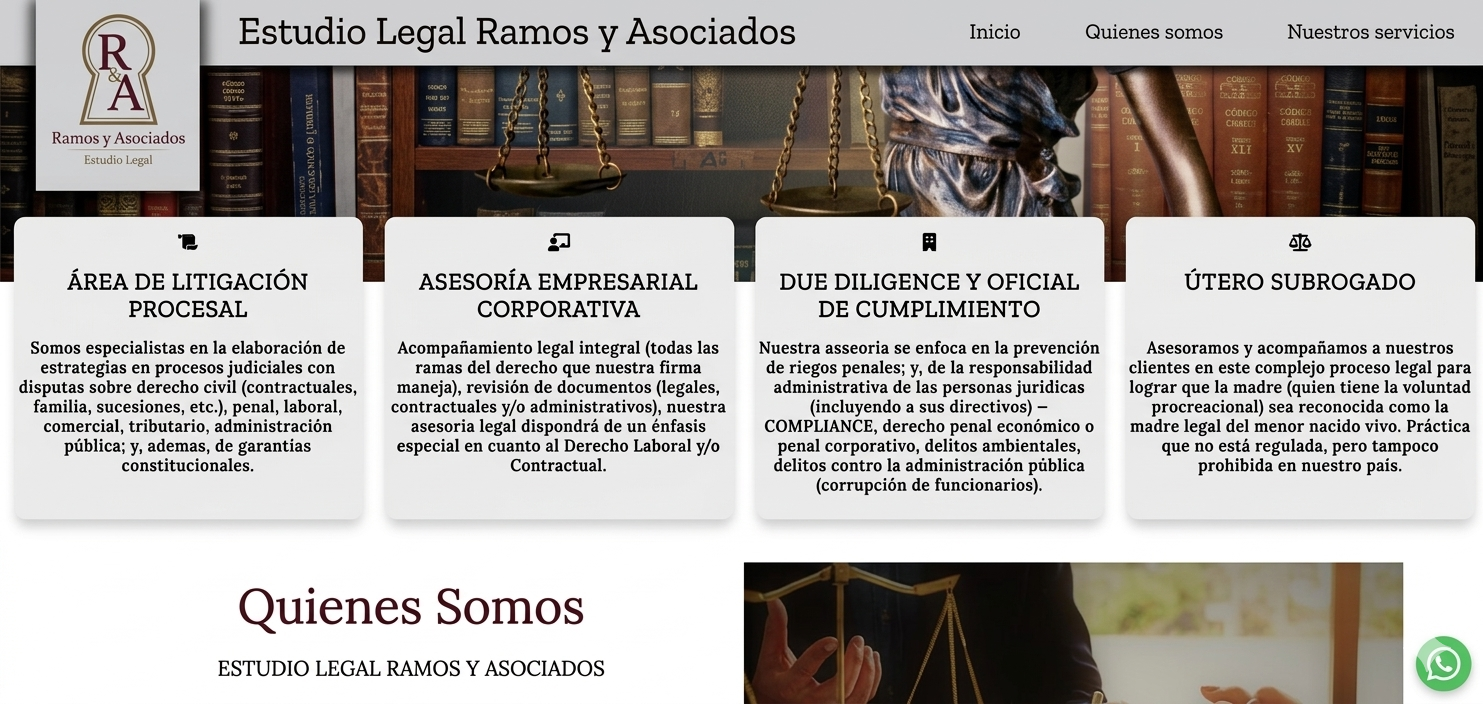 R
&
A
Ramos y Asociados
Estudio Legal
Estudio Legal Ramos y Asociados
Inicio
Quienes somos
Nuestros servicios
CÓDIGO
XLI
XV
I
ÁREA DE LITIGACIÓN
PROCESAL
Somos especialistas en la elaboración de
estrategias en procesos judiciales con
disputas sobre derecho civil (contractuales,
familia, sucesiones, etc.), penal, laboral,
comercial, tributario, administración
pública; y, ademas, de garantías
constitucionales.
ASESORÍA EMPRESARIAL
CORPORATIVA
Acompañamiento legal integral (todas las
ramas del derecho que nuestra firma
maneja), revisión de documentos (legales,
contractuales y/o administrativos), nuestra
asesoria legal dispondrá de un énfasis
especial en cuanto al Derecho Laboral y/o
Contractual.
DUE DILIGENCE Y OFICIAL
DE CUMPLIMIENTO
Nuestra asseoria se enfoca en la prevención
de riegos penales; y, de la responsabilidad
administrativa de las personas juridicas
(incluyendo a sus directivos) –
COMPLIANCE, derecho penal económico o
penal corporativo, delitos ambientales,
delitos contra la administración pública
(corrupción de funcionarios).
ÚTERO SUBROGADO
Asesoramos y acompañamos a nuestros
clientes en este complejo proceso legal para
lograr que la madre (quien tiene la voluntad
procreacional) sea reconocida como la
madre legal del menor nacido vivo. Práctica
que no está regulada, pero tampoco
prohibida en nuestro país.
Quienes Somos
ESTUDIO LEGAL RAMOS Y ASOCIADOS